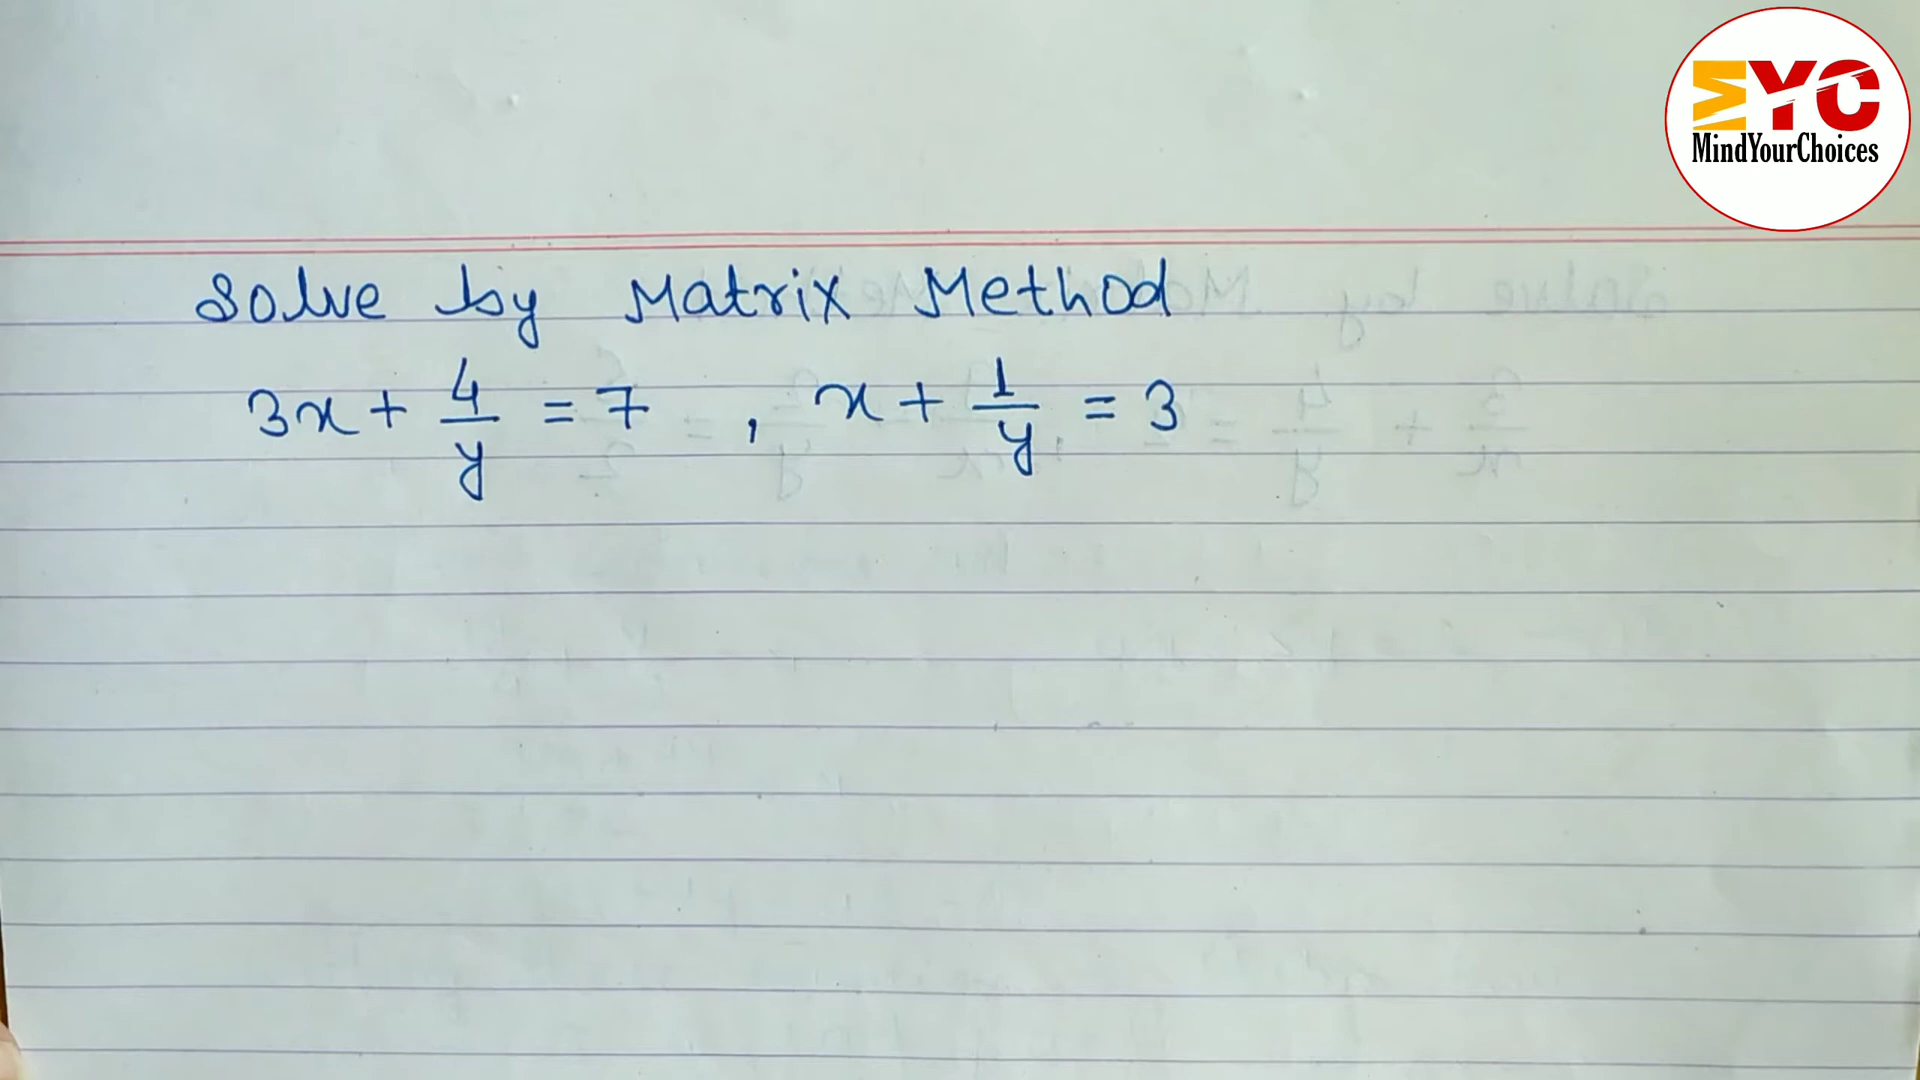 MYC
MindYourChoices
Solve by Matrix Method
3x + 4/y = 7 , x + 1/y = 3